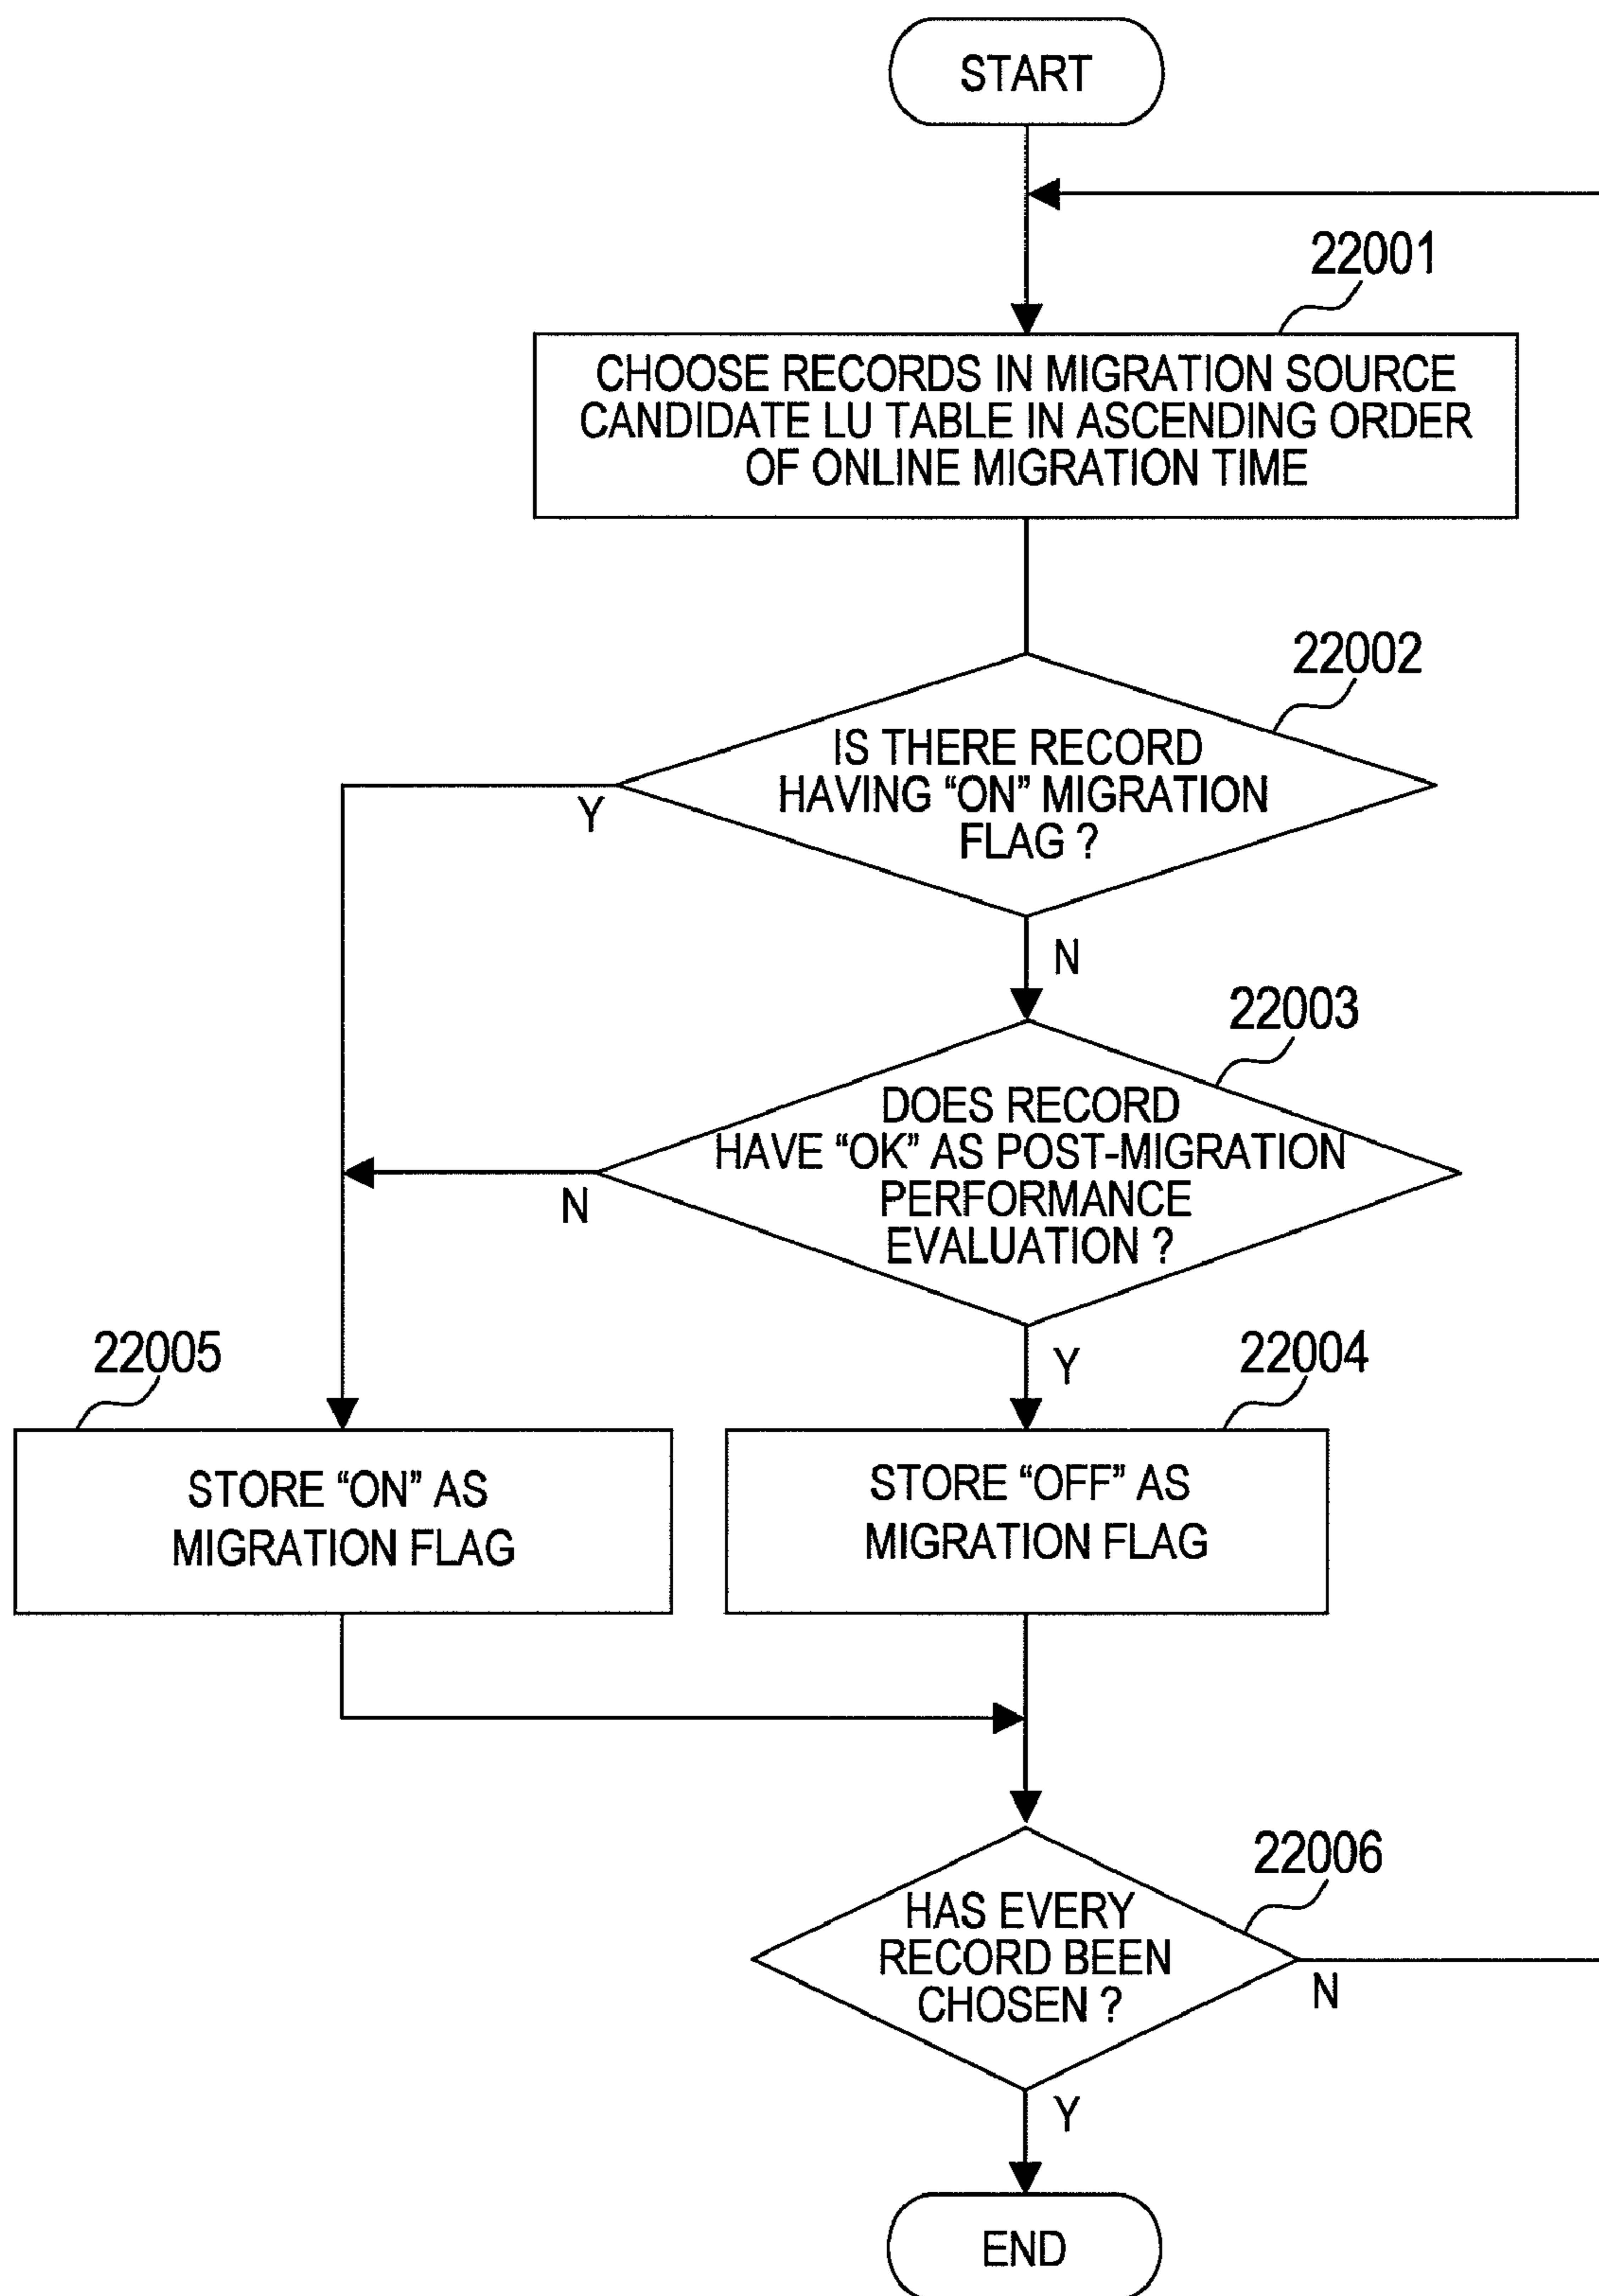 START
22001
CHOOSE RECORDS IN MIGRATION SOURCE
CANDIDATE LU TABLE IN ASCENDING ORDER
OF ONLINE MIGRATION TIME
22002
IS THERE RECORD
HAVING “ON” MIGRATION
FLAG ?
Y
N
22003
DOES RECORD
HAVE “OK” AS POST-MIGRATION
PERFORMANCE
EVALUATION ?
N
Y
22005
22004
STORE “ON” AS
MIGRATION FLAG
STORE “OFF” AS
MIGRATION FLAG
22006
HAS EVERY
RECORD BEEN
CHOSEN ?
N
Y
END